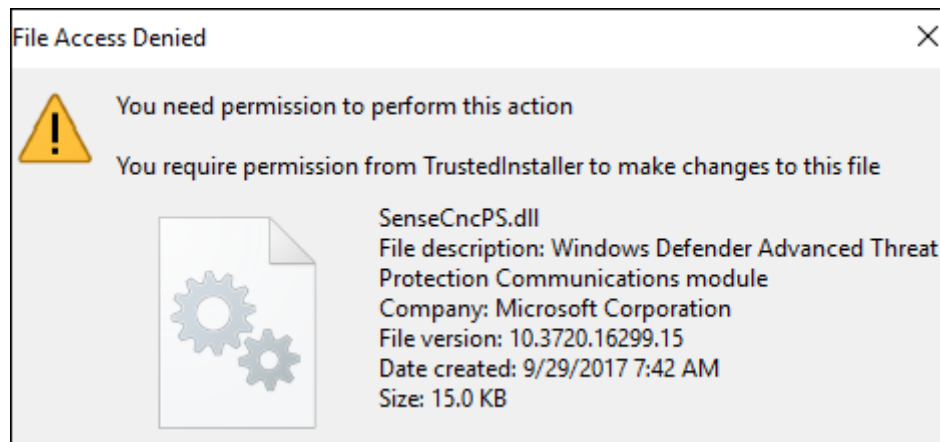 File Access Denied
You need permission to perform this action
You require permission from TrustedInstaller to make changes to this file
SenseCncPS.dll
File description: Windows Defender Advanced Threat
Protection Communications module
Company: Microsoft Corporation
File version: 10.3720.16299.15
Date created: 9/29/2017 7:42 AM
Size: 15.0 KB